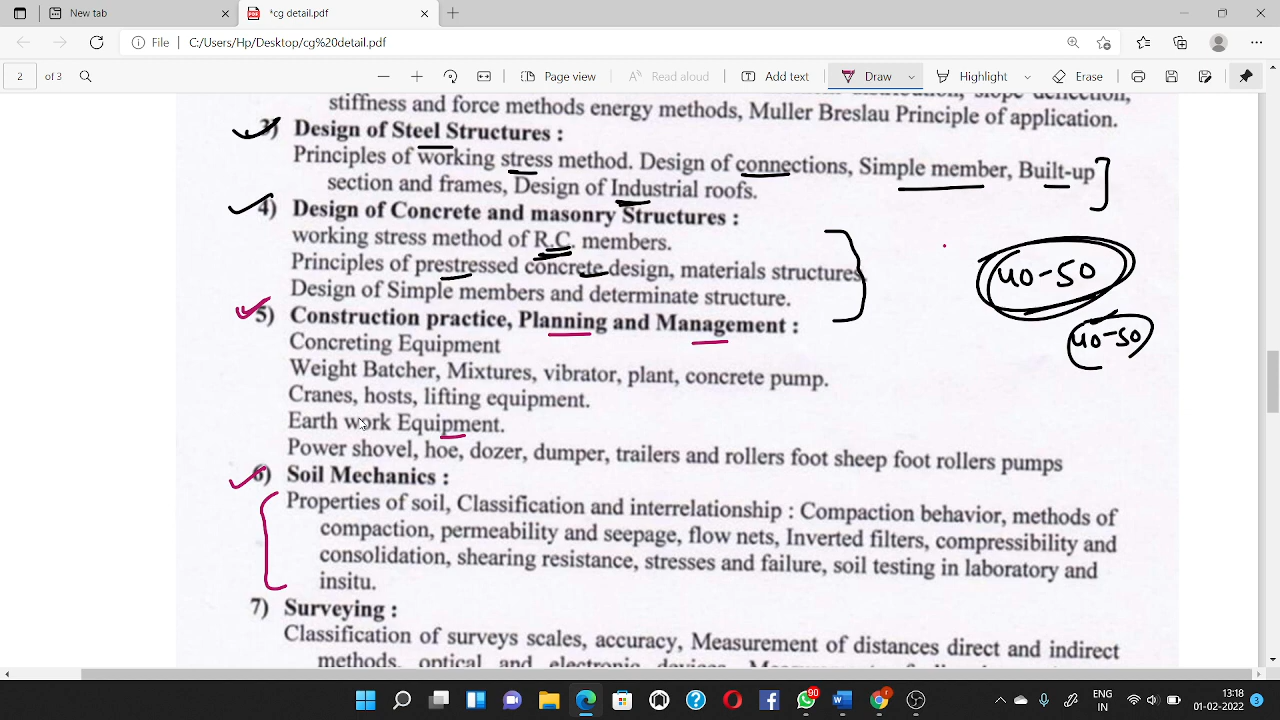 New tab
*cg detail.pdf
File
C:/Users/Hp/Desktop/cg%20detail.pdf
2 of 3
Page view
Read aloud
Add text
Draw
Highlight
Erase
stiffness and force methods energy methods, Muller Breslau Principle of application.
3) Design of Steel Structures :
Principles of working stress method. Design of connections, Simple member, Built-up
section and frames, Design of Industrial roofs.
4) Design of Concrete and masonry Structures :
working stress method of R.C. members.
Principles of prestressed concrete design, materials structures
Design of Simple members and determinate structure.
40-50
40-50
5) Construction practice, Planning and Management :
Concreting Equipment
Weight Batcher, Mixtures, vibrator, plant, concrete pump.
Cranes, hosts, lifting equipment.
Earth work Equipment.
Power shovel, hoe, dozer, dumper, trailers and rollers foot sheep foot rollers pumps
6) Soil Mechanics :
Properties of soil, Classification and interrelationship : Compaction behavior, methods of
compaction, permeability and seepage, flow nets, Inverted filters, compressibility and
consolidation, shearing resistance, stresses and failure, soil testing in laboratory and
insitu.
7) Surveying :
Classification of surveys scales, accuracy, Measurement of distances direct and indirect
methods, optical and electronic devices,
90
ENG
IN
13:18
01-02-2022
3